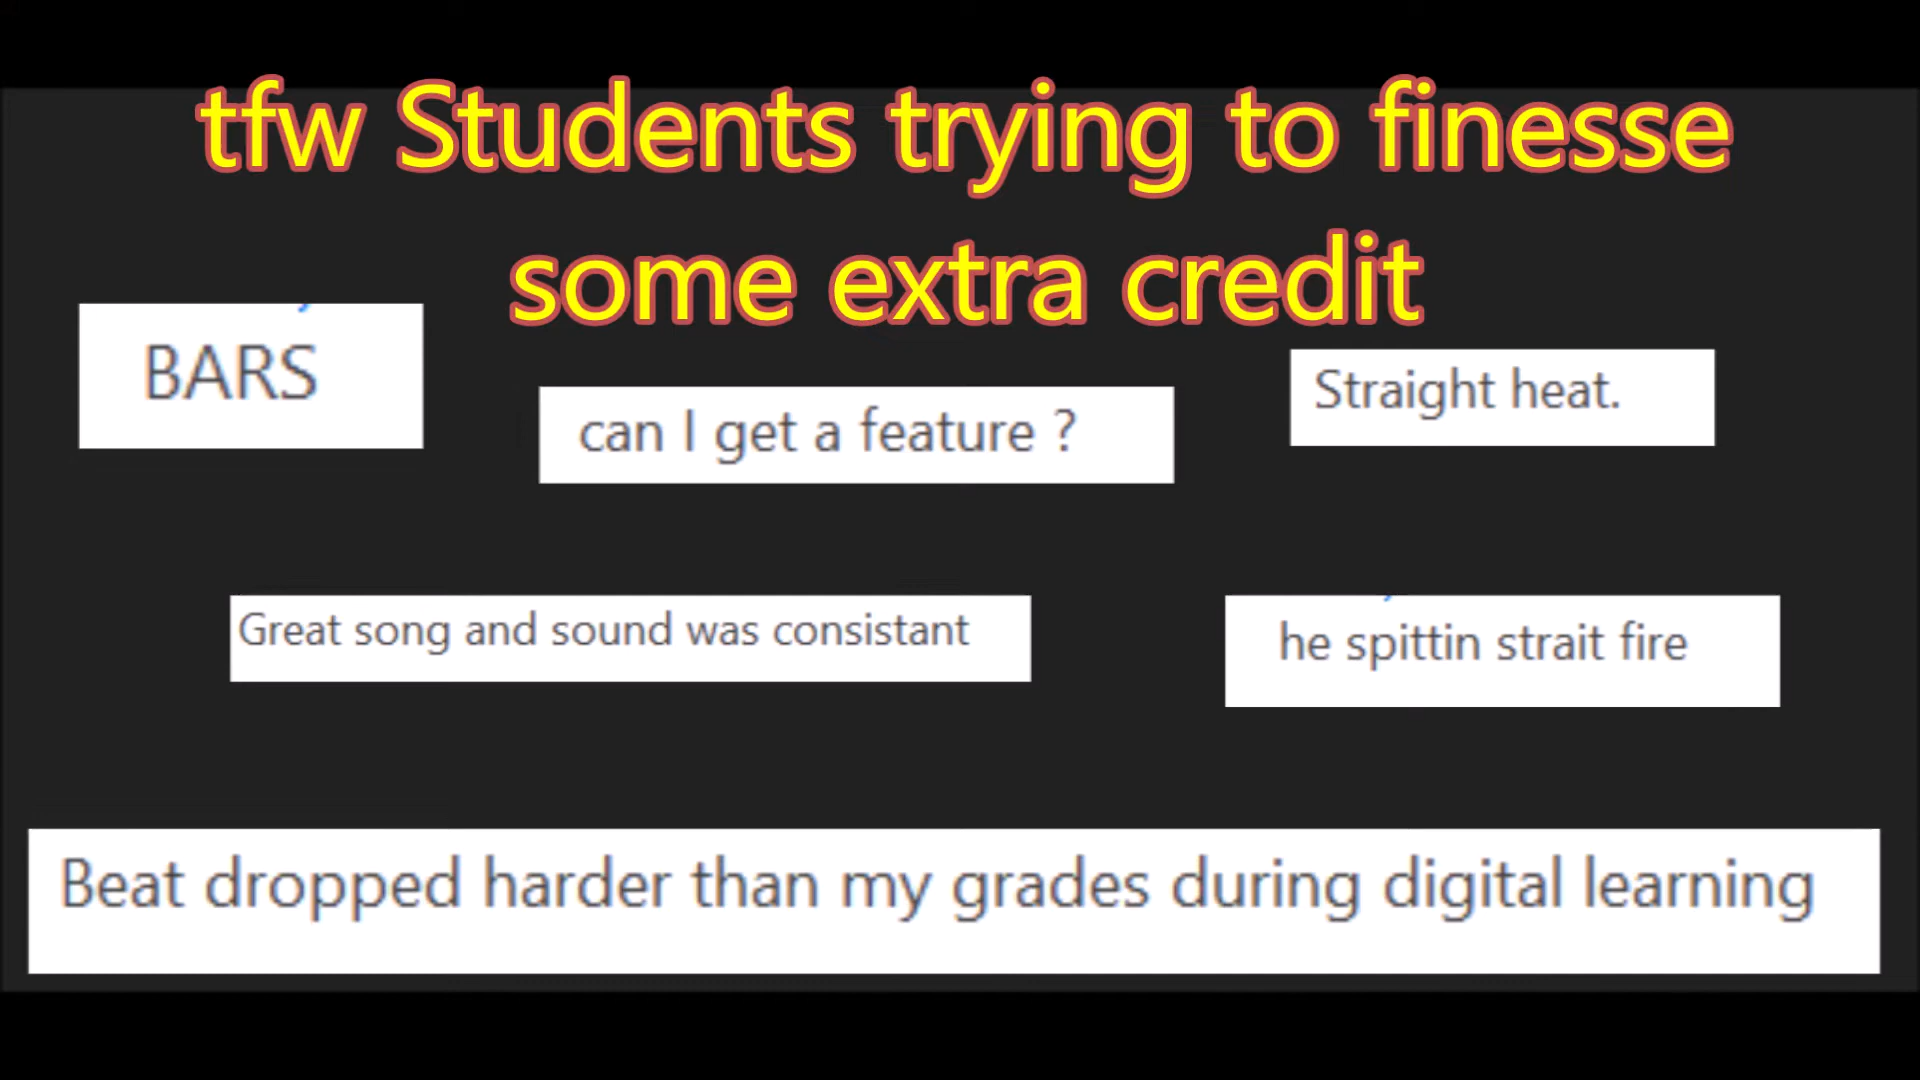 tfw Students trying to finesse
some extra credit
BARS
can I get a feature ?
Straight heat.
Great song and sound was consistant
he spittin strait fire
Beat dropped harder than my grades during digital learning